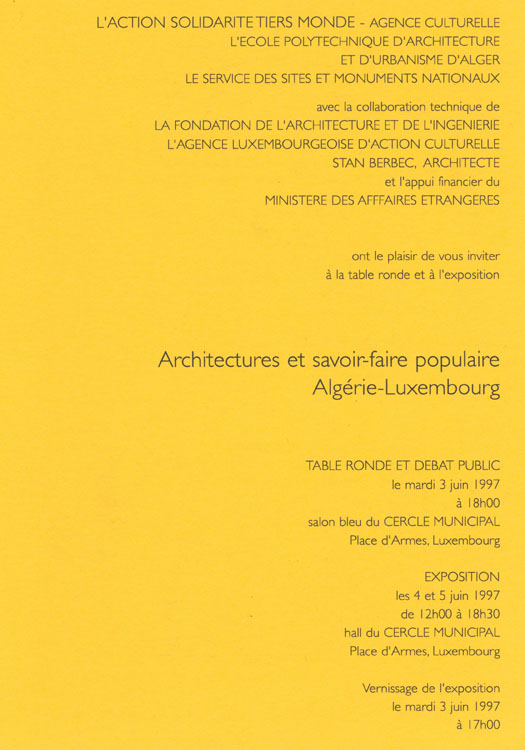 L'ACTION SOLIDARITE TIERS MONDE - AGENCE CULTURELLE
L'ECOLE POLYTECHNIQUE D'ARCHITECTURE
ET D'URBANISME D'ALGER
LE SERVICE DES SITES ET MONUMENTS NATIONAUX
avec la collaboration technique de
LA FONDATION DE L'ARCHITECTURE ET DE L'INGENIERIE
L'AGENCE LUXEMBOURGEOISE D'ACTION CULTURELLE
STAN BERBEC, ARCHITECTE
et l'appui financier du
MINISTERE DES AFFFAIRES ETRANGERES
ont le plaisir de vous inviter
à la table ronde et à l'exposition
Architectures et savoir-faire populaire
Algérie-Luxembourg
TABLE RONDE ET DEBAT PUBLIC
le mardi 3 juin 1997
à 18h00
salon bleu du CERCLE MUNICIPAL
Place d'Armes, Luxembourg
EXPOSITION
les 4 et 5 juin 1997
de 12h00 à 18h30
hall du CERCLE MUNICIPAL
Place d'Armes, Luxembourg
Vernissage de l'exposition
le mardi 3 juin 1997
à 17h00